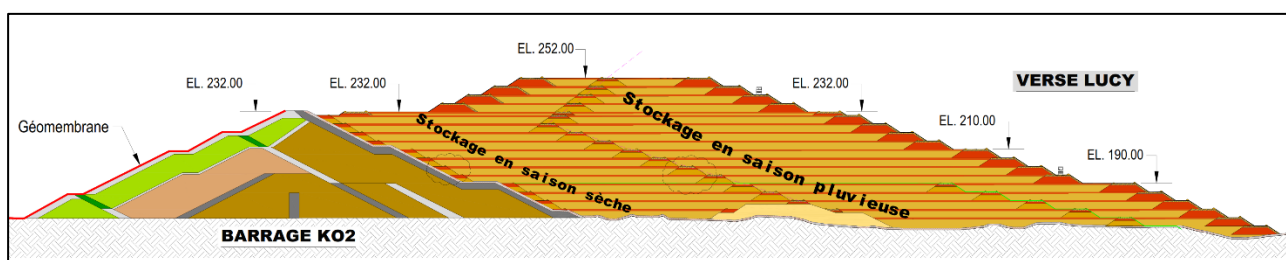 EL. 252.00
EL. 232.00
EL. 232.00
EL. 232.00
VERSE LUCY
Géomembrane
EL. 210.00
EL. 190.00
Stockage en saison sèche
Stockage en saison pluvieuse
BARRAGE KO2